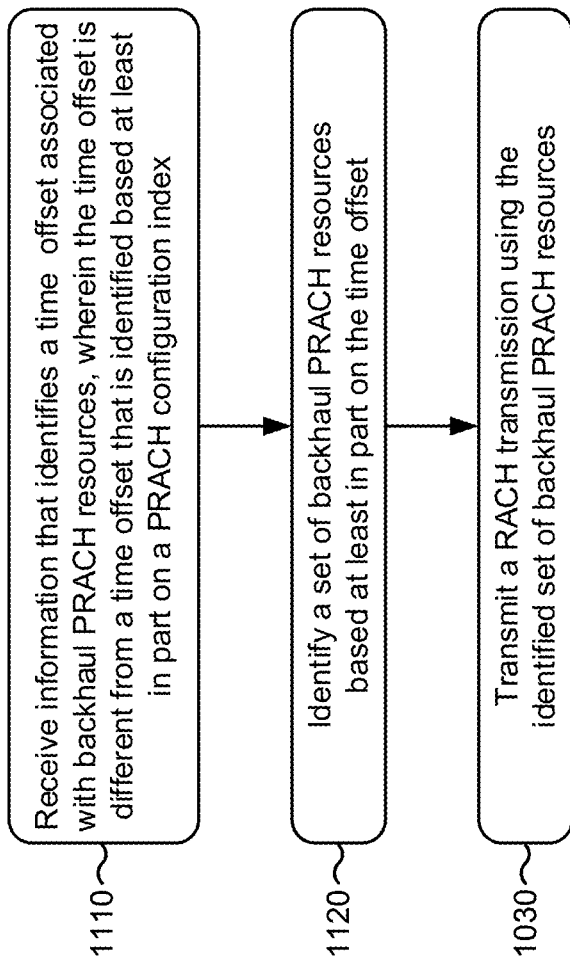 1110
Receive information that identifies a time offset associated
with backhaul PRACH resources, wherein the time offset is
different from a time offset that is identified based at least
in part on a PRACH configuration index
1120
Identify a set of backhaul PRACH resources
based at least in part on the time offset
1030
Transmit a RACH transmission using the
identified set of backhaul PRACH resources